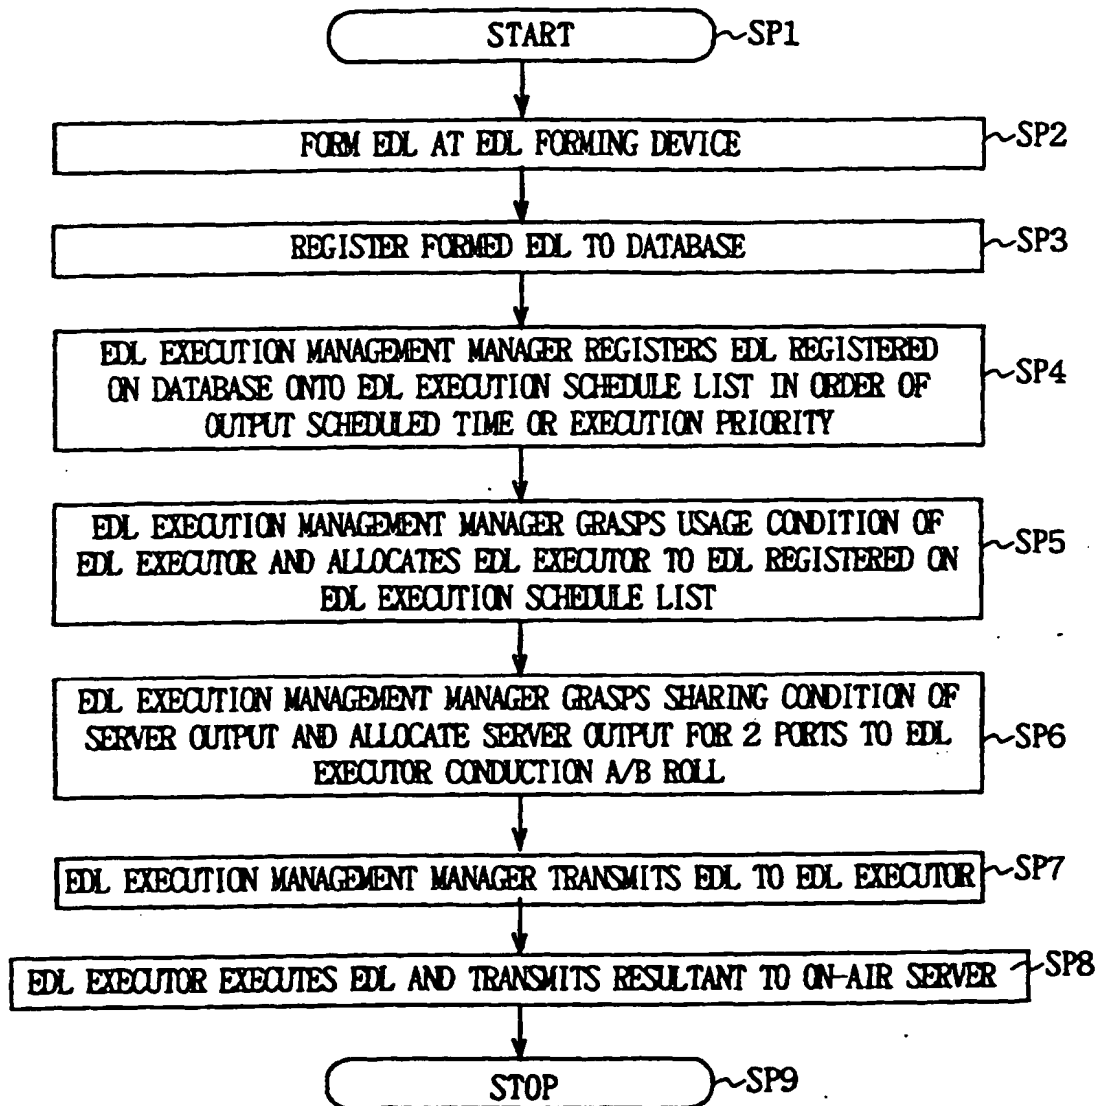 START
SP1
FORM EDL AT EDL FORMING DEVICE
SP2
REGISTER FORMED EDL TO DATABASE
SP3
EDL EXECUTION MANAGEMENT MANAGER REGISTERS EDL REGISTERED
ON DATABASE ONTO EDL EXECUTION SCHEDULE LIST IN ORDER OF
OUTPUT SCHEDULED TIME OR EXECUTION PRIORITY
SP4
EDL EXECUTION MANAGEMENT MANAGER GRASPS USAGE CONDITION OF
EDL EXECUTOR AND ALLOCATES EDL EXECUTOR TO EDL REGISTERED ON
EDL EXECUTION SCHEDULE LIST
SP5
EDL EXECUTION MANAGEMENT MANAGER GRASPS SHARING CONDITION OF
SERVER OUTPUT AND ALLOCATE SERVER OUTPUT FOR 2 PORTS TO EDL
EXECUTOR CONDUCTION A/B ROLL
SP6
EDL EXECUTION MANAGEMENT MANAGER TRANSMITS EDL TO EDL EXECUTOR
SP7
EDL EXECUTOR EXECUTES EDL AND TRANSMITS RESULTANT TO ON-AIR SERVER
SP8
STOP
SP9